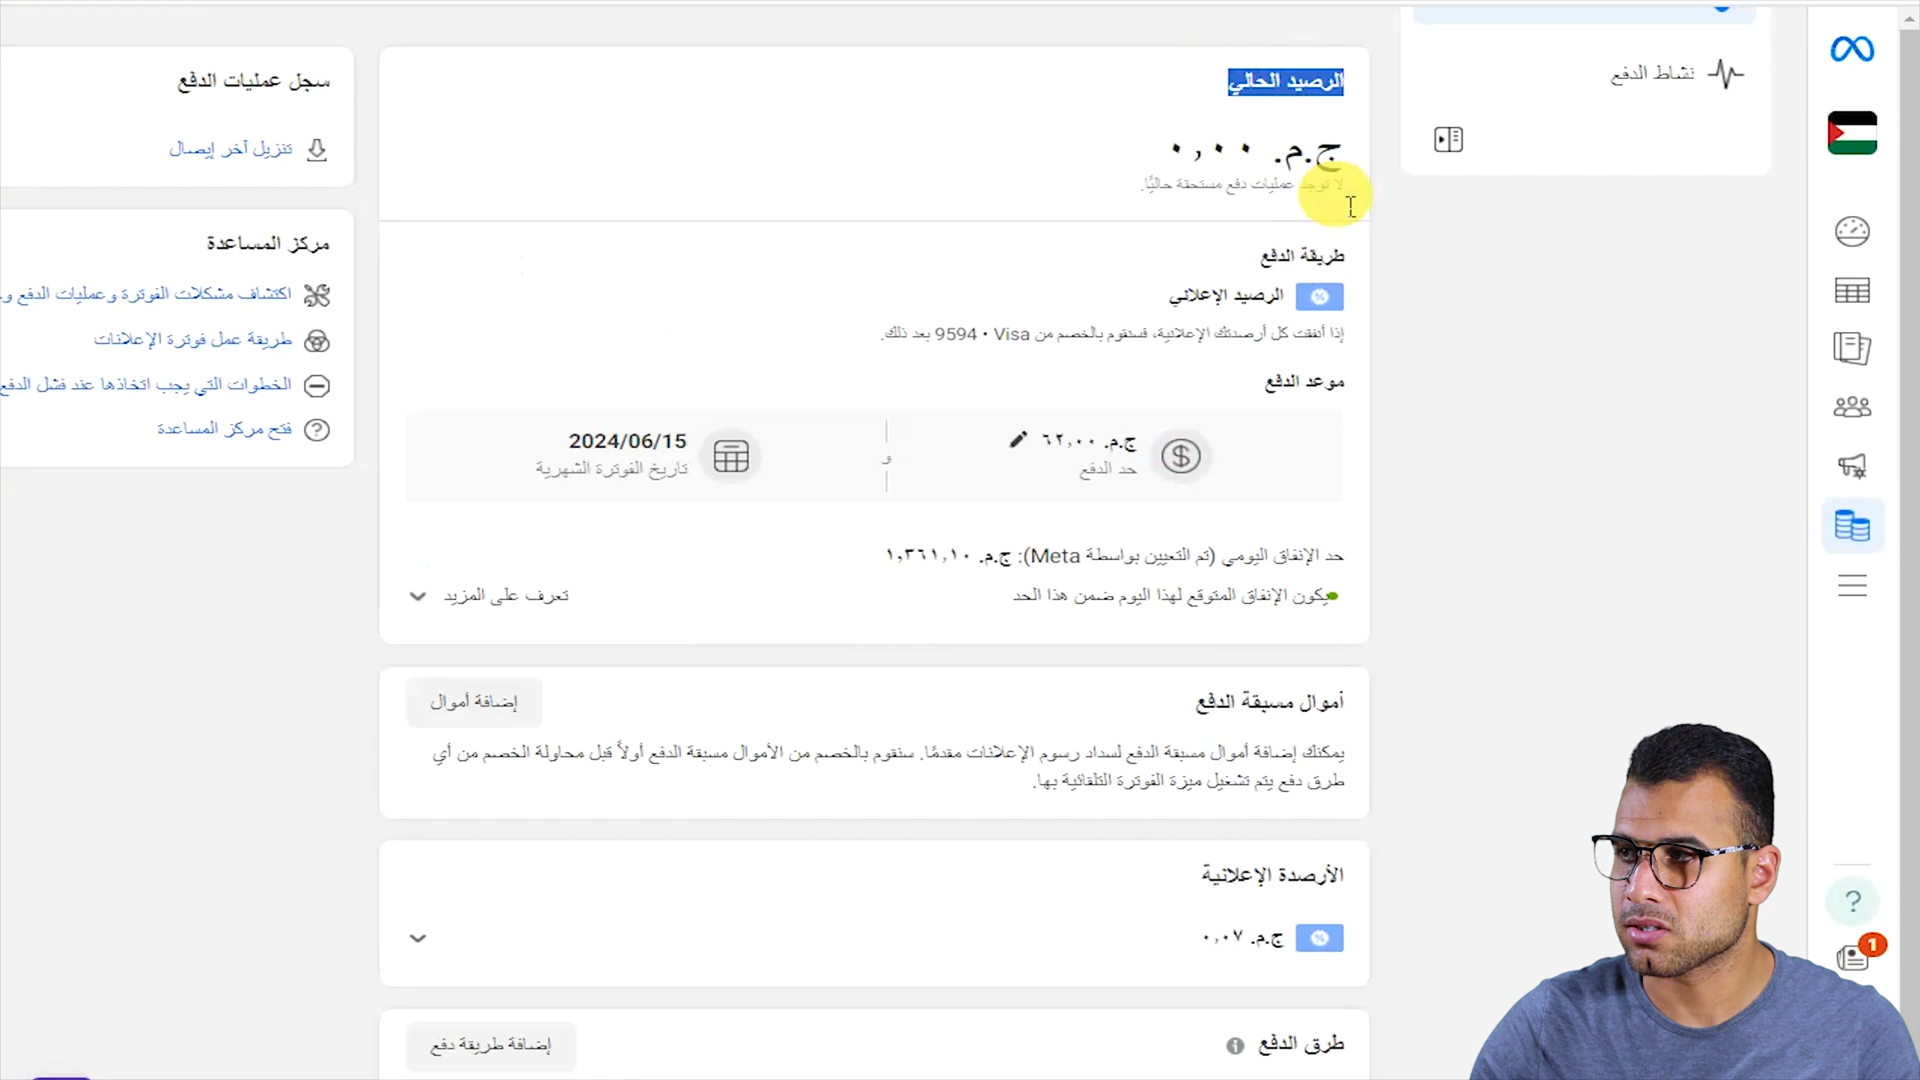 نشاط الدفع
الرصيد الحالي
ج.م. ٠,٠٠
لا توجد عمليات دفع مستحقة حاليًا.
طريقة الدفع
الرصيد الإعلاني
إذا أنفقت كل أرصدتك الإعلانية، فسنقوم بالخصم من Visa • 9594 بعد ذلك.
موعد الدفع
ج.م. ٦٢,٠٠
حد الدفع
و
2024/06/15
تاريخ الفوترة الشهرية
حد الإنفاق اليومي (تم التعيين بواسطة Meta): ج.م. ١,٣٦١,١٠
يكون الإنفاق المتوقع لهذا اليوم ضمن هذا الحد
تعرف على المزيد
أموال مسبقة الدفع
إضافة أموال
يمكنك إضافة أموال مسبقة الدفع لسداد رسوم الإعلانات مقدمًا. سنقوم بالخصم من الأموال مسبقة الدفع أولاً قبل محاولة الخصم من أي
طرق دفع يتم تشغيل ميزة الفوترة التلقائية بها.
الأرصدة الإعلانية
ج.م. ٠,٠٧
طرق الدفع
إضافة طريقة دفع
سجل عمليات الدفع
تنزيل آخر إيصال
مركز المساعدة
اكتشاف مشكلات الفوترة وعمليات الدفع
طريقة عمل فوترة الإعلانات
الخطوات التي يجب اتخاذها عند فشل الدفع
فتح مركز المساعدة
?
1